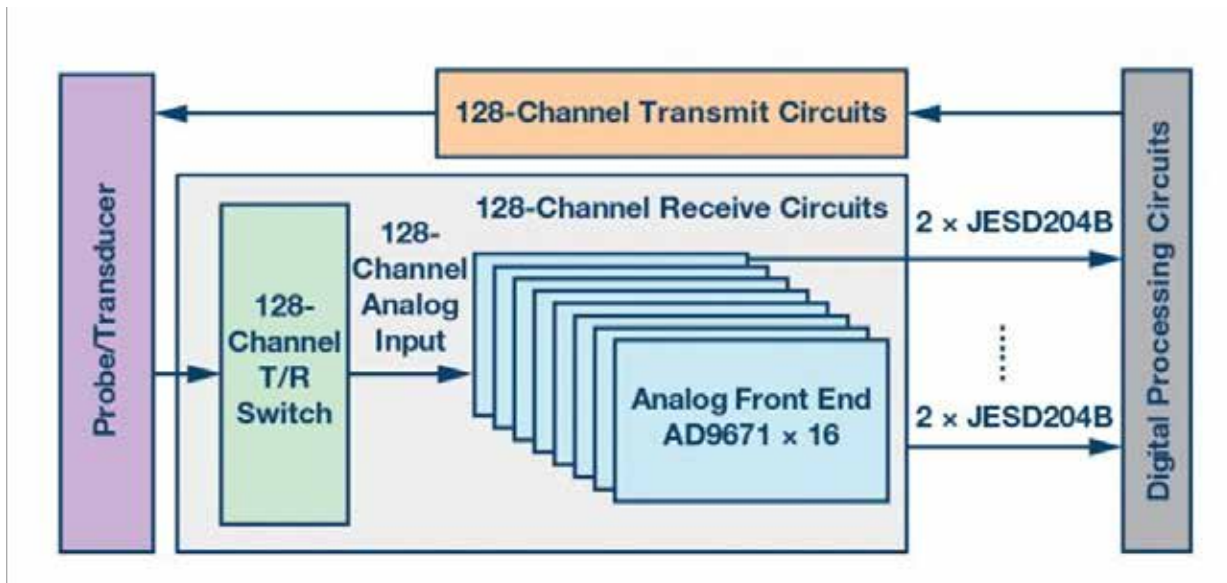 128-Channel Transmit Circuits
Probe/Transducer
128-Channel Receive Circuits
128-
Channel
T/R
Switch
128-
Channel
Analog
Input
Analog Front End
AD9671 × 16
2 × JESD204B
2 × JESD204B
Digital Processing Circuits